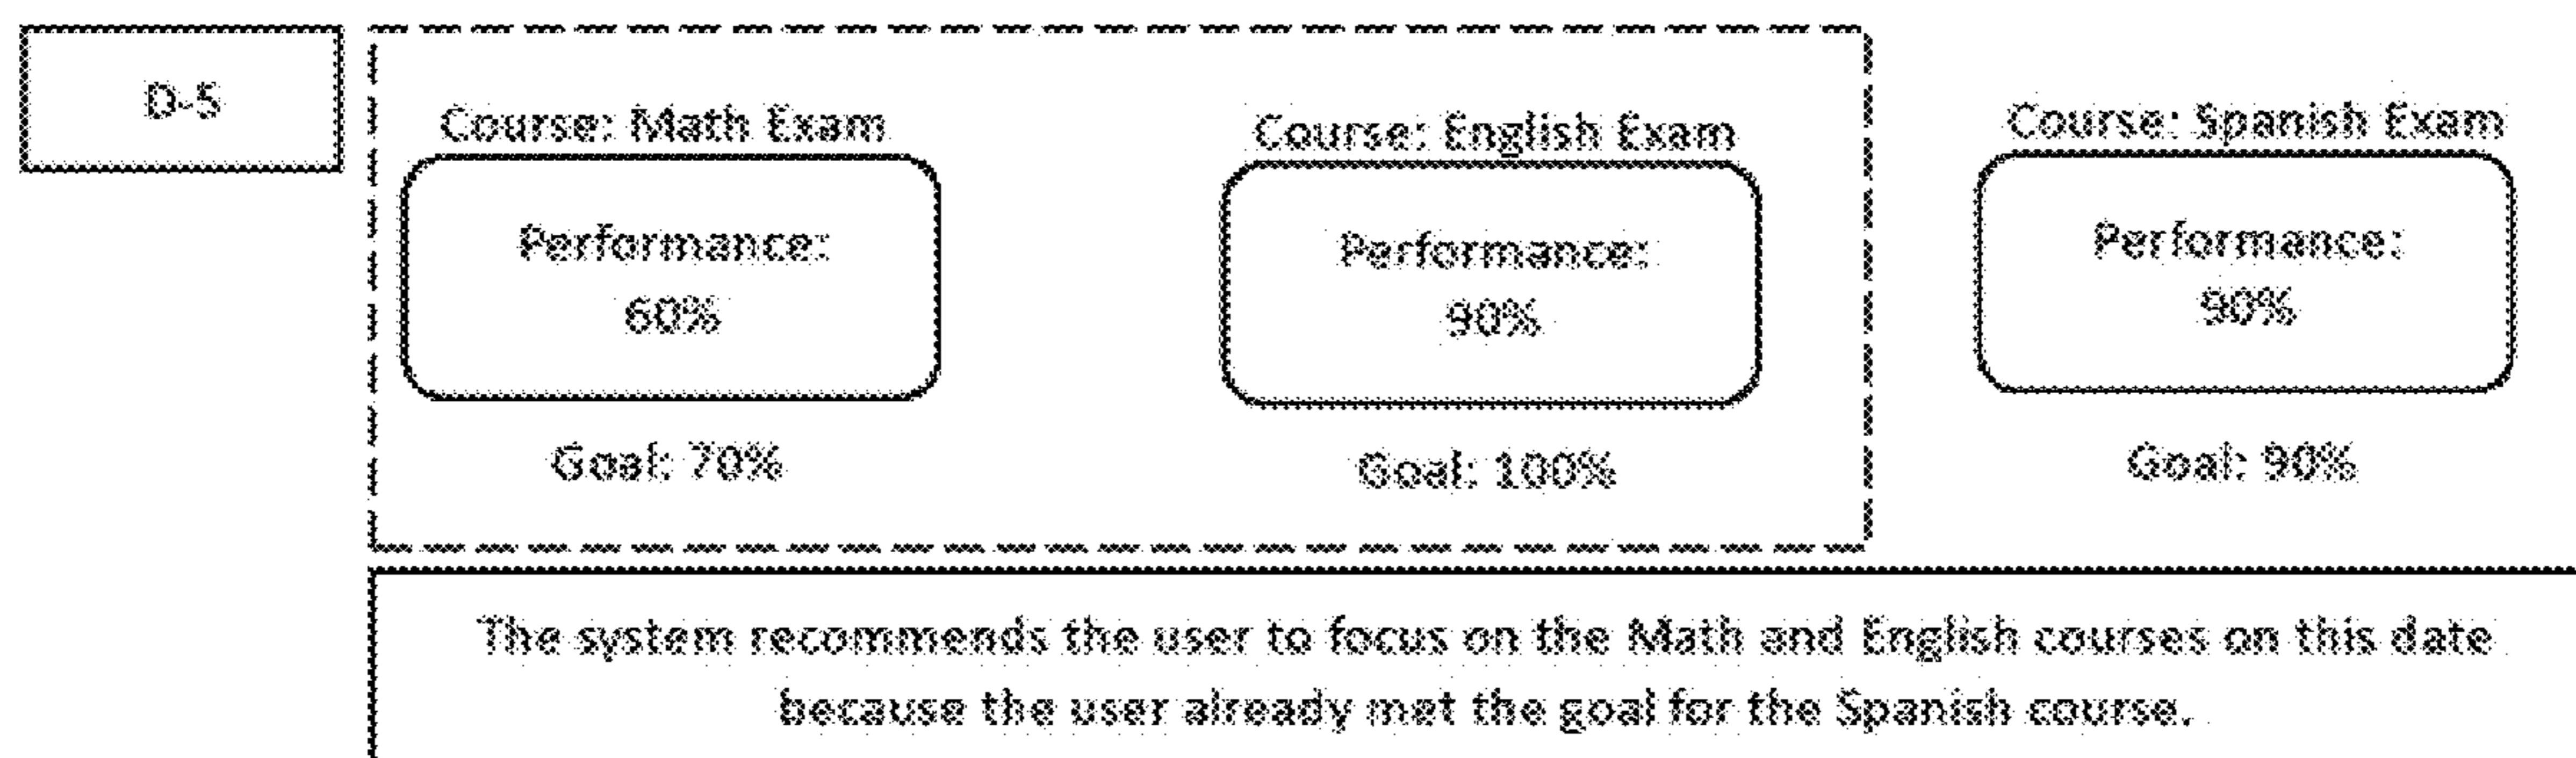 D-5
Course: Math Exam
Performance:
60%
Goal: 70%
Course: English Exam
Performance:
90%
Goal: 100%
Course: Spanish Exam
Performance:
90%
Goal: 90%
The system recommends the user to focus on the Math and English courses on this date
because the user already met the goal for the Spanish course.